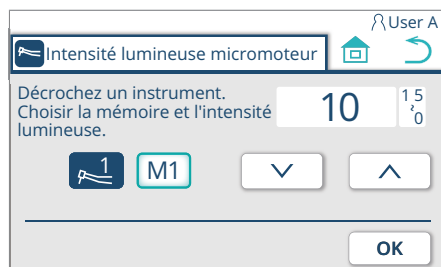 User A
Intensité lumineuse micromoteur
Décrochez un instrument.
Choisir la mémoire et l'intensité
lumineuse.
10
15
~
0
1
M1
OK